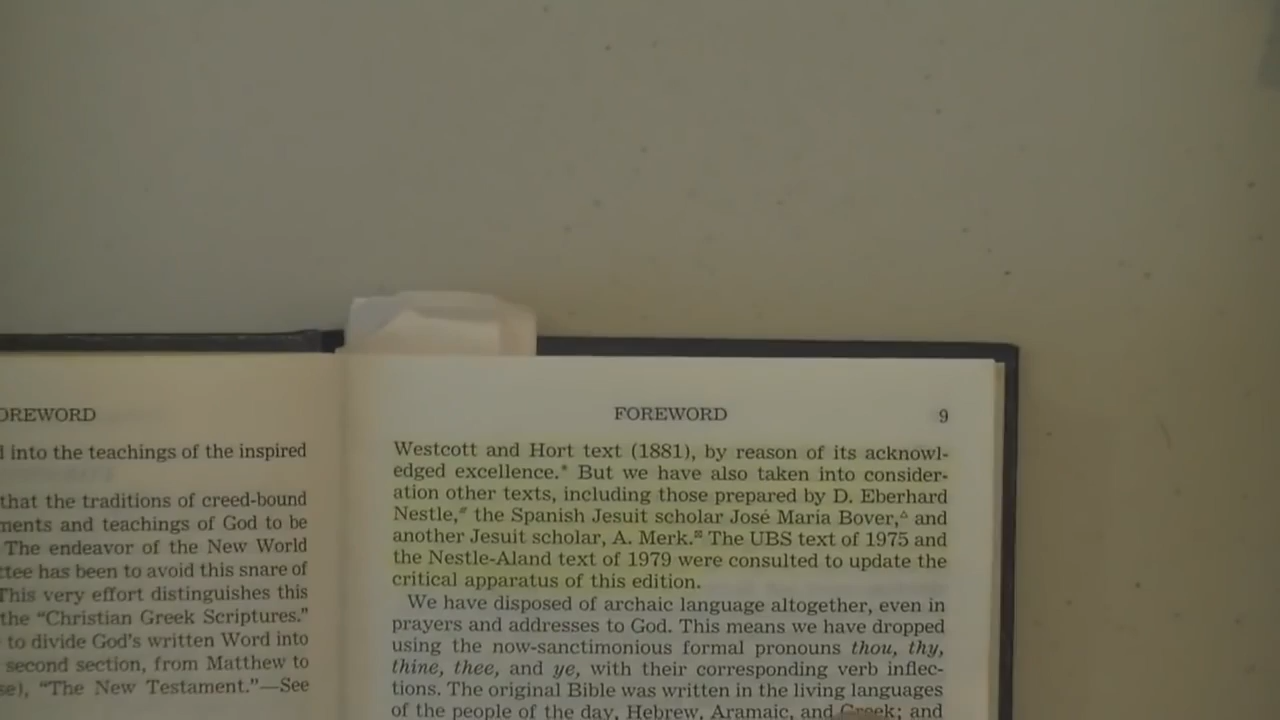 OREWORD
into the teachings of the inspired
that the traditions of creed-bound
ments and teachings of God to be
The endeavor of the New World
ttee has been to avoid this snare of
This very effort distinguishes this
the “Christian Greek Scriptures.”
to divide God's written Word into
second section, from Matthew to
se), “The New Testament.”—See
FOREWORD 9
Westcott and Hort text (1881), by reason of its acknowl-
edged excellence.* But we have also taken into consider-
ation other texts, including those prepared by D. Eberhard
Nestle,# the Spanish Jesuit scholar José Maria Bover,△ and
another Jesuit scholar, A. Merk.※ The UBS text of 1975 and
the Nestle-Aland text of 1979 were consulted to update the
critical apparatus of this edition.
We have disposed of archaic language altogether, even in
prayers and addresses to God. This means we have dropped
using the now-sanctimonious formal pronouns thou, thy,
thine, thee, and ye, with their corresponding verb inflec-
tions. The original Bible was written in the living languages
of the people of the day, Hebrew, Aramaic, and Greek; and